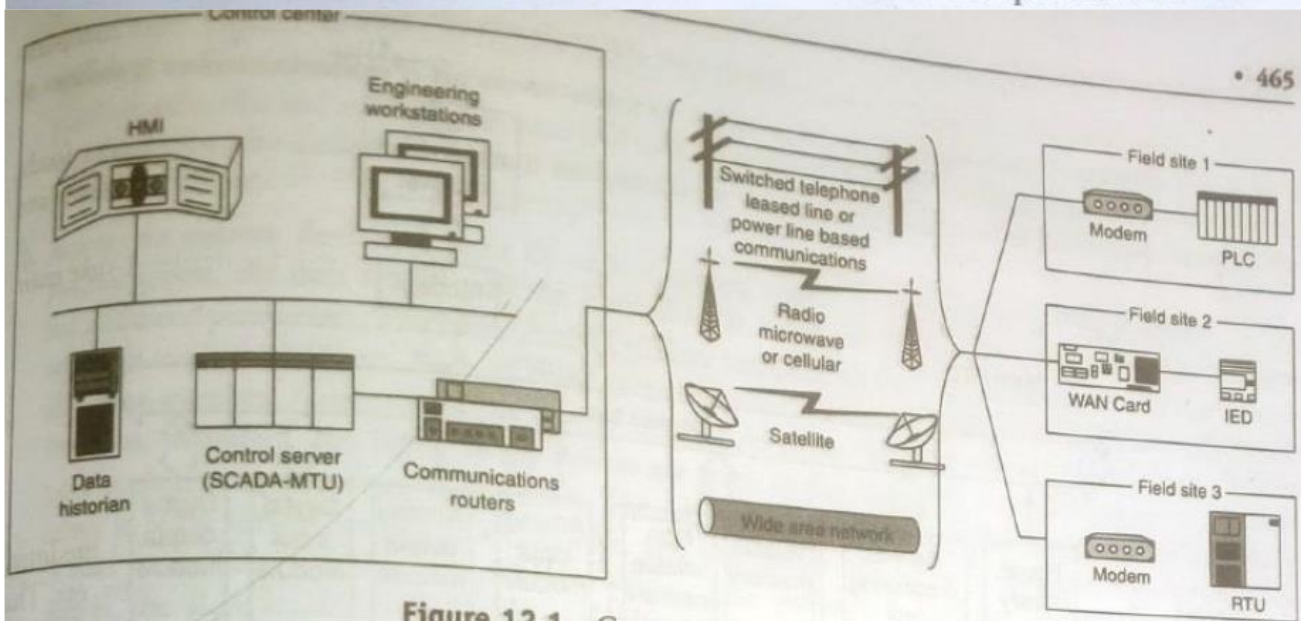 Control center
• 465
HMI
Engineering
workstations
Data
historian
Control server
(SCADA-MTU)
Communications
routers
Switched telephone
leased line or
power line based
communications
Radio
microwave
or cellular
Satellite
Wide area network
Field site 1
Modem
PLC
Field site 2
WAN Card
IED
Field site 3
Modem
RTU
Figure 12.1